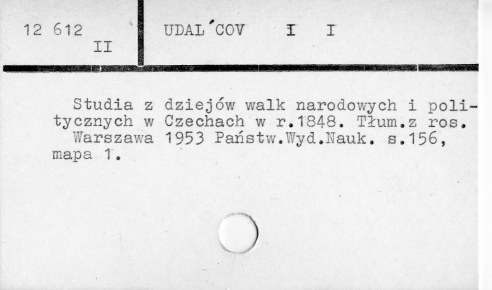 12 612 UDAL'COV I I
II
Studia z dziejów walk narodowych i poli-
tycznych w Czechach w r.1848. Tłum.z ros.
Warszawa 1953 Państw.Wyd.Nauk. s.156,
mapa 1.